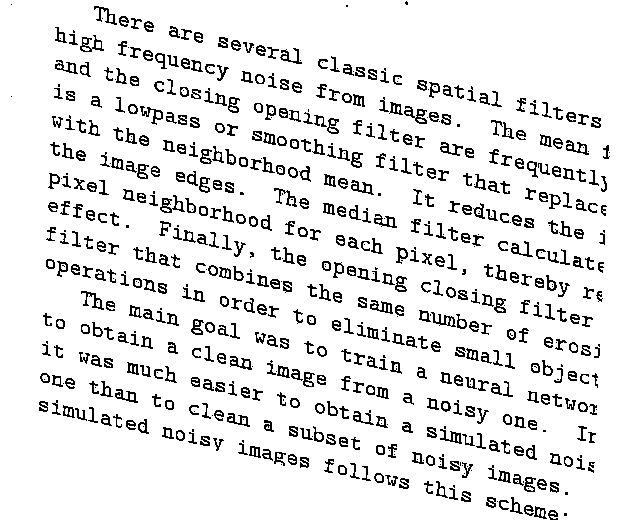 There are several classic spatial filters
high frequency noise from images. The mean
and the closing opening filter are frequently
is a lowpass or smoothing filter that replace
with the neighborhood mean. It reduces the
the image edges. The median filter calculate
pixel neighborhood for each pixel, thereby re
effect. Finally, the opening closing filter
filter that combines the same number of erosi
operations in order to eliminate small object
The main goal was to train a neural networ
to obtain a clean image from a noisy one. In
it was much easier to obtain a simulated nois
one than to clean a subset of noisy images.
simulated noisy images follows this scheme.